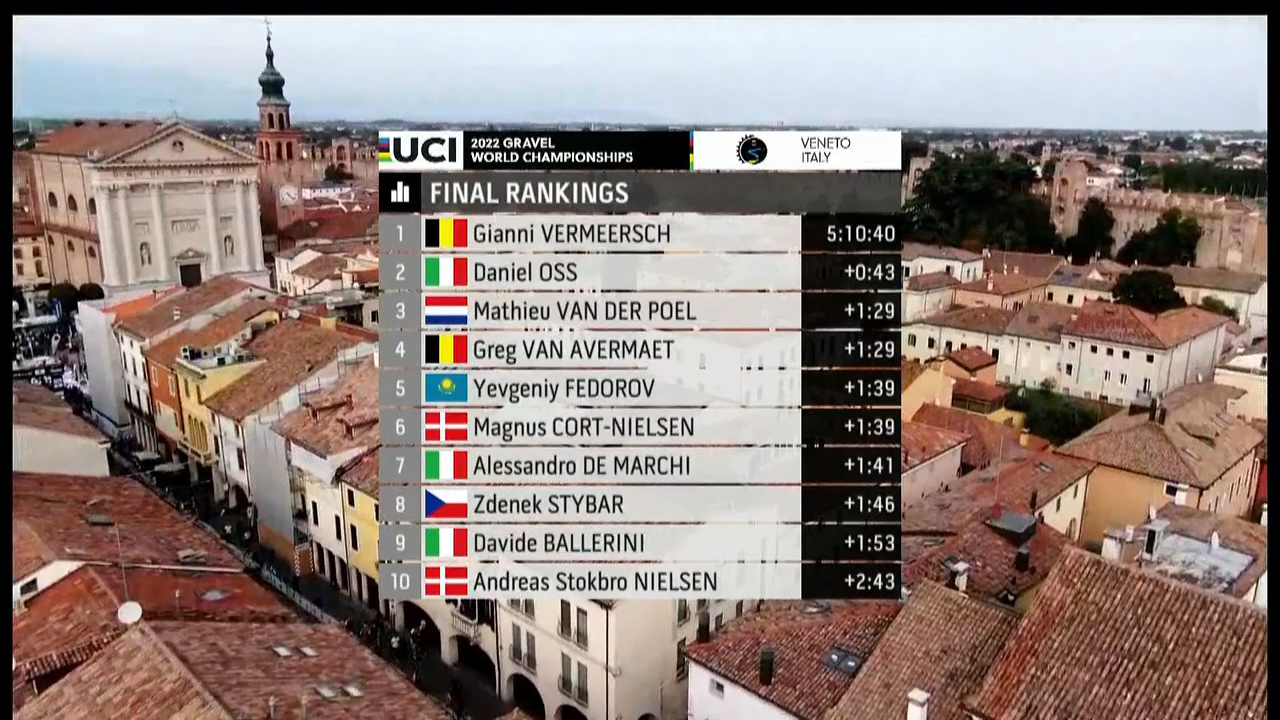 UCI 2022 GRAVEL
WORLD CHAMPIONSHIPS
VENETO
ITALY
FINAL RANKINGS
1 Gianni VERMEERSCH 5:10:40
2 Daniel OSS +0:43
3 Mathieu VAN DER POEL +1:29
4 Greg VAN AVERMAET +1:29
5 Yevgeniy FEDOROV +1:39
6 Magnus CORT-NIELSEN +1:39
7 Alessandro DE MARCHI +1:41
8 Zdenek STYBAR +1:46
9 Davide BALLERINI +1:53
10 Andreas Stokbro NIELSEN +2:43